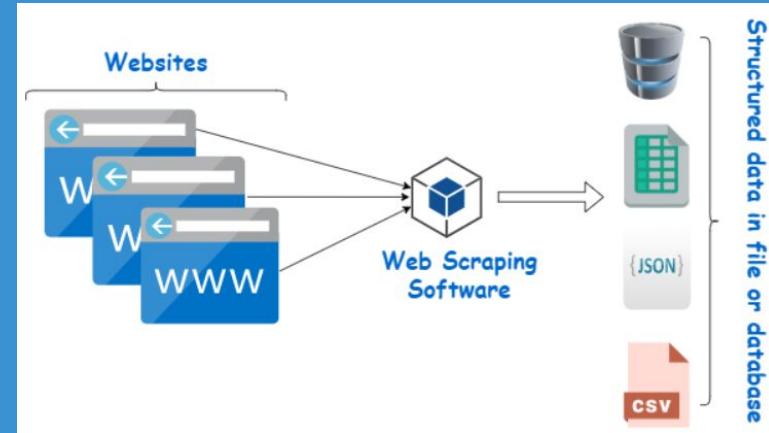 Websites
W
W
WWW
Web Scraping
Software
{JSON}
CSV
Structured data in file or database